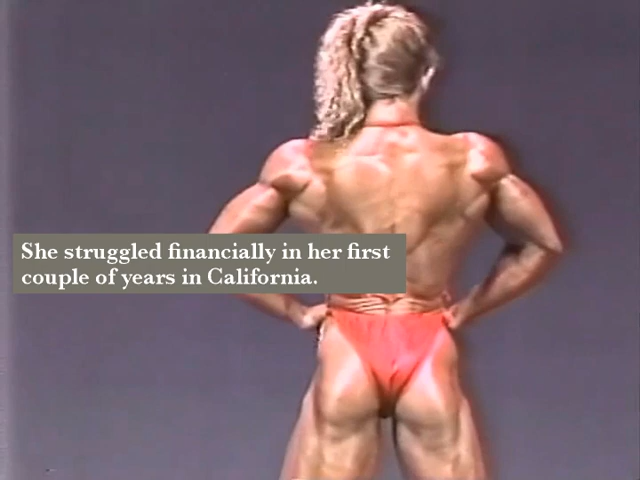 She struggled financially in her first
couple of years in California.